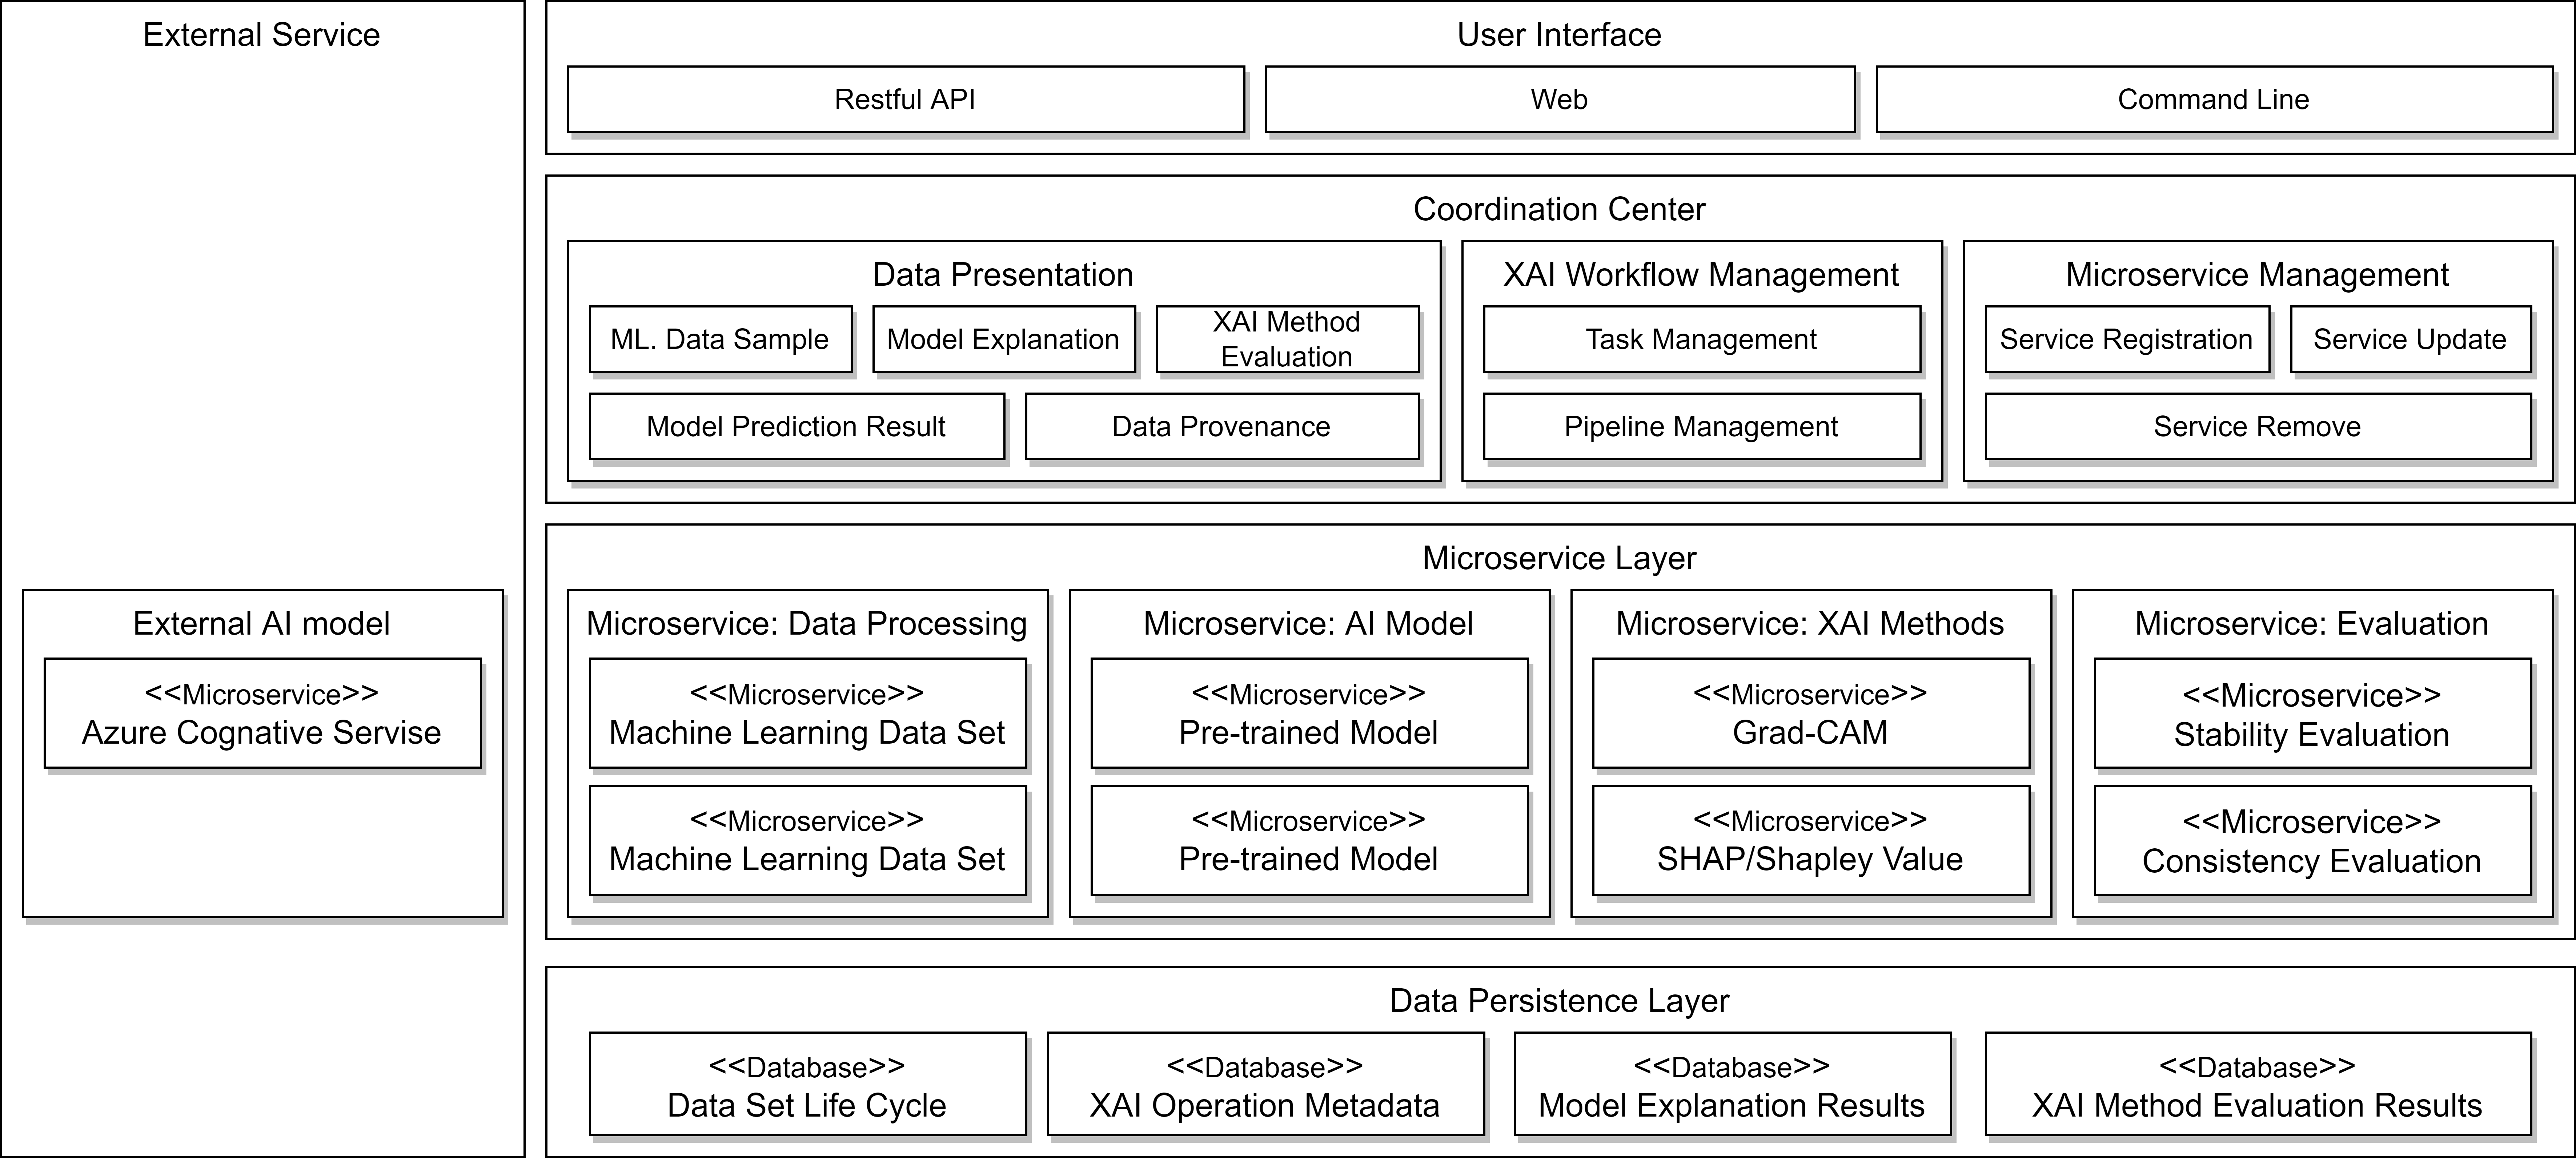 External Service
External AI model
<<Microservice>>
Azure Cognative Servise
User Interface
Restful API
Web
Command Line
Coordination Center
Data Presentation
ML. Data Sample
Model Explanation
XAI Method
Evaluation
Model Prediction Result
Data Provenance
XAI Workflow Management
Task Management
Pipeline Management
Microservice Management
Service Registration
Service Update
Service Remove
Microservice Layer
Microservice: Data Processing
<<Microservice>>
Machine Learning Data Set
<<Microservice>>
Machine Learning Data Set
Microservice: AI Model
<<Microservice>>
Pre-trained Model
<<Microservice>>
Pre-trained Model
Microservice: XAI Methods
<<Microservice>>
Grad-CAM
<<Microservice>>
SHAP/Shapley Value
Microservice: Evaluation
<<Microservice>>
Stability Evaluation
<<Microservice>>
Consistency Evaluation
Data Persistence Layer
<<Database>>
Data Set Life Cycle
<<Database>>
XAI Operation Metadata
<<Database>>
Model Explanation Results
<<Database>>
XAI Method Evaluation Results